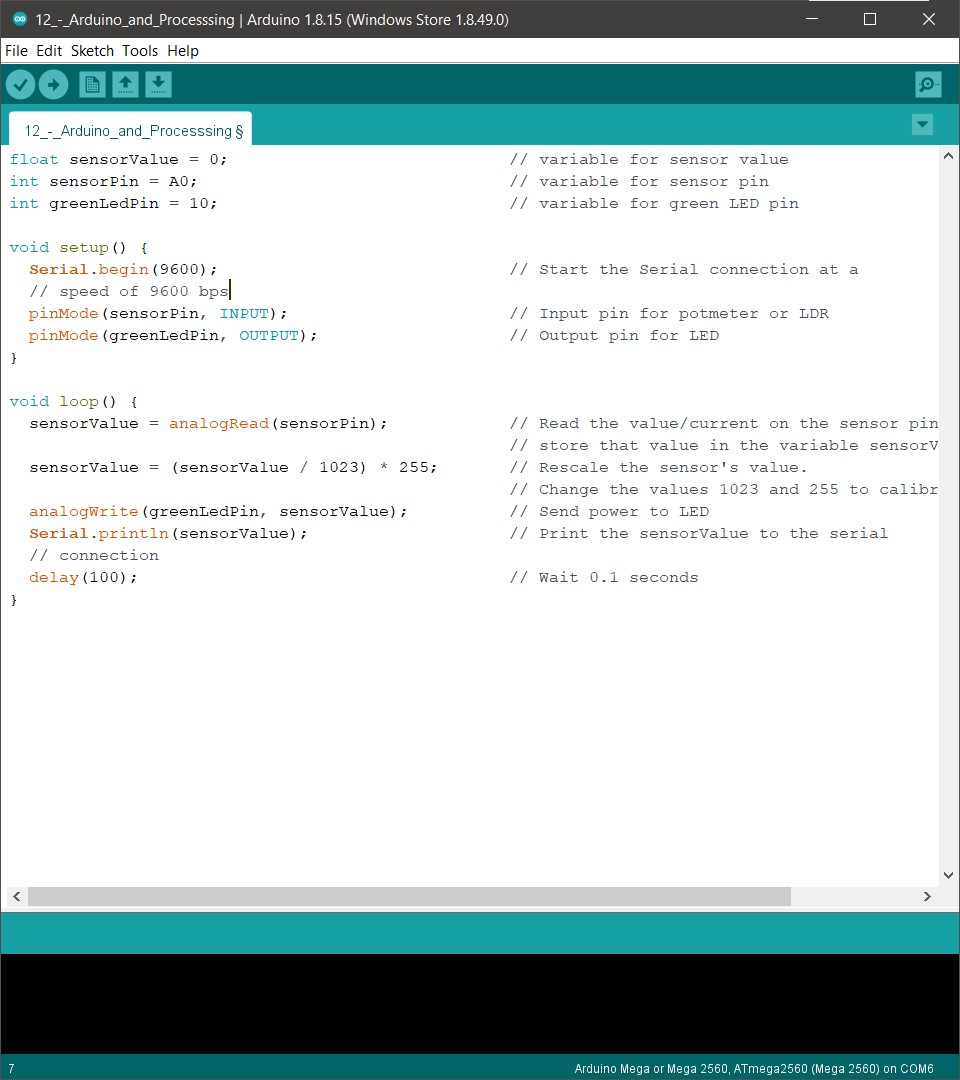 12_-_Arduino_and_Processsing | Arduino 1.8.15 (Windows Store 1.8.49.0)
File Edit Sketch Tools Help
12_-_Arduino_and_Processsing §
float sensorValue = 0; // variable for sensor value
int sensorPin = A0; // variable for sensor pin
int greenLedPin = 10; // variable for green LED pin
void setup() {
Serial.begin(9600); // Start the Serial connection at a
// speed of 9600 bps
pinMode(sensorPin, INPUT); // Input pin for potmeter or LDR
pinMode(greenLedPin, OUTPUT); // Output pin for LED
}
void loop() {
sensorValue = analogRead(sensorPin); // Read the value/current on the sensor pin
// store that value in the variable sensorV
sensorValue = (sensorValue / 1023) * 255; // Rescale the sensor's value.
// Change the values 1023 and 255 to calibr
analogWrite(greenLedPin, sensorValue); // Send power to LED
Serial.println(sensorValue); // Print the sensorValue to the serial
// connection
delay(100); // Wait 0.1 seconds
}
7 Arduino Mega or Mega 2560, ATmega2560 (Mega 2560) on COM6